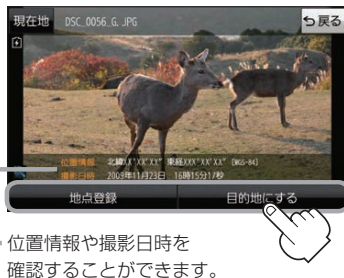 現在地 DSC_0056_G.JPG つ戻る
位置情報 北緯XX°XX'XX" 東経XXX°XX'XX" [WGS-84]
撮影日時 2009年11月23日 16時15分17秒
地点登録 目的地にする
位置情報や撮影日時を
確認することができます。